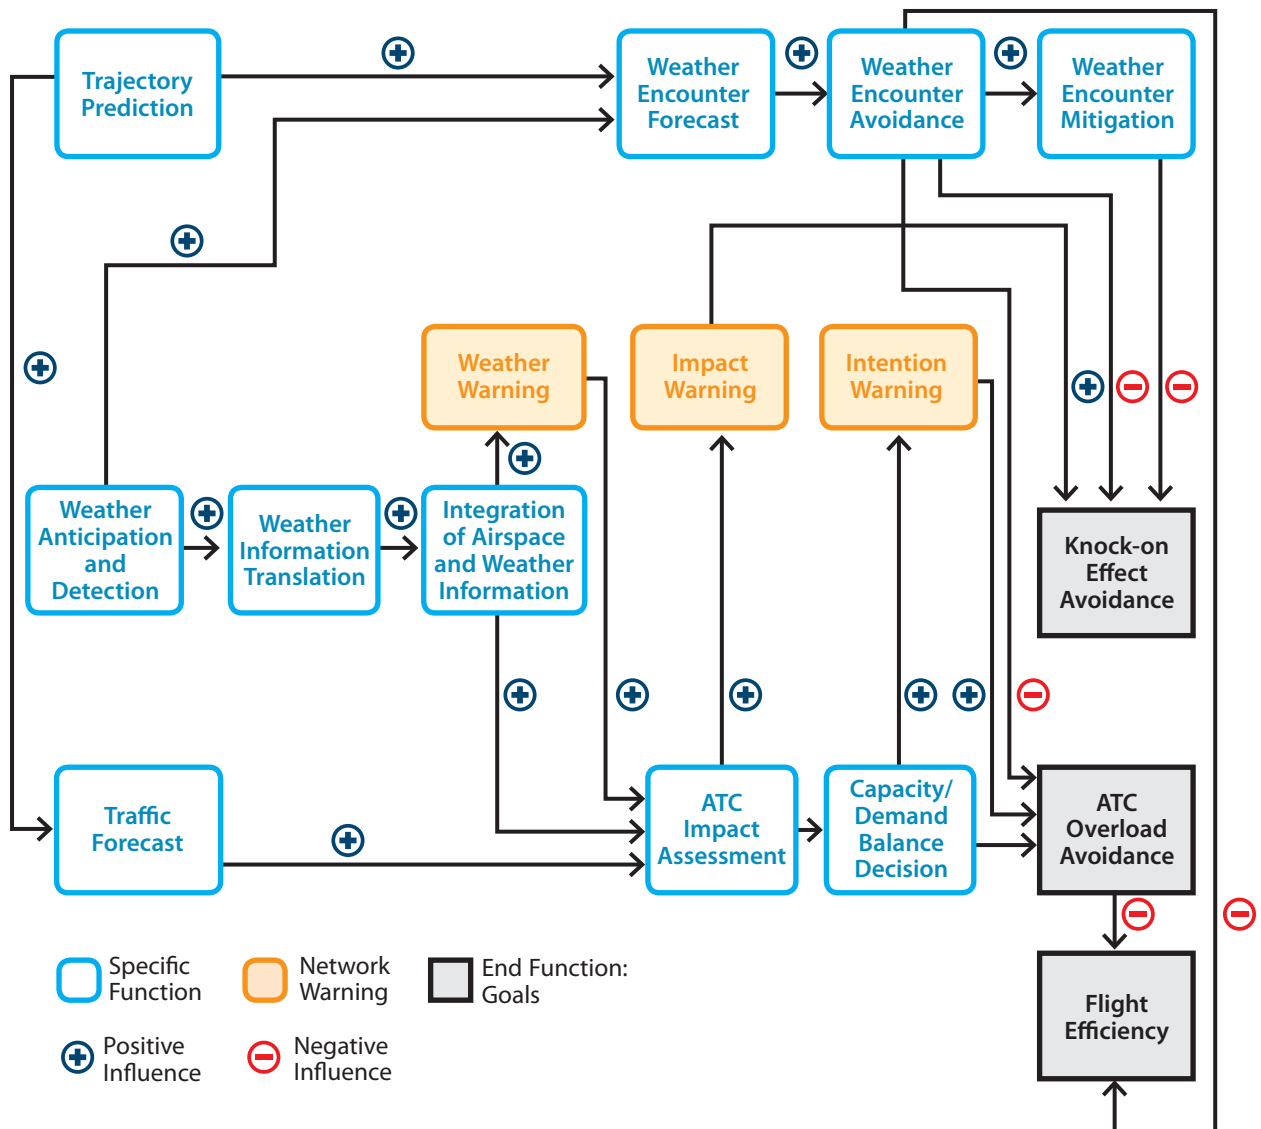 Trajectory
Prediction
Weather
Encounter
Forecast
Weather
Encounter
Avoidance
Weather
Encounter
Mitigation
Weather
Warning
Impact
Warning
Intention
Warning
Weather
Anticipation
and
Detection
Weather
Information
Translation
Integration
of Airspace
and Weather
Information
Knock-on
Effect
Avoidance
Traffic
Forecast
ATC
Impact
Assessment
Capacity/
Demand
Balance
Decision
ATC
Overload
Avoidance
Flight
Efficiency
Specific
Function
Network
Warning
End Function:
Goals
Positive
Influence
Negative
Influence